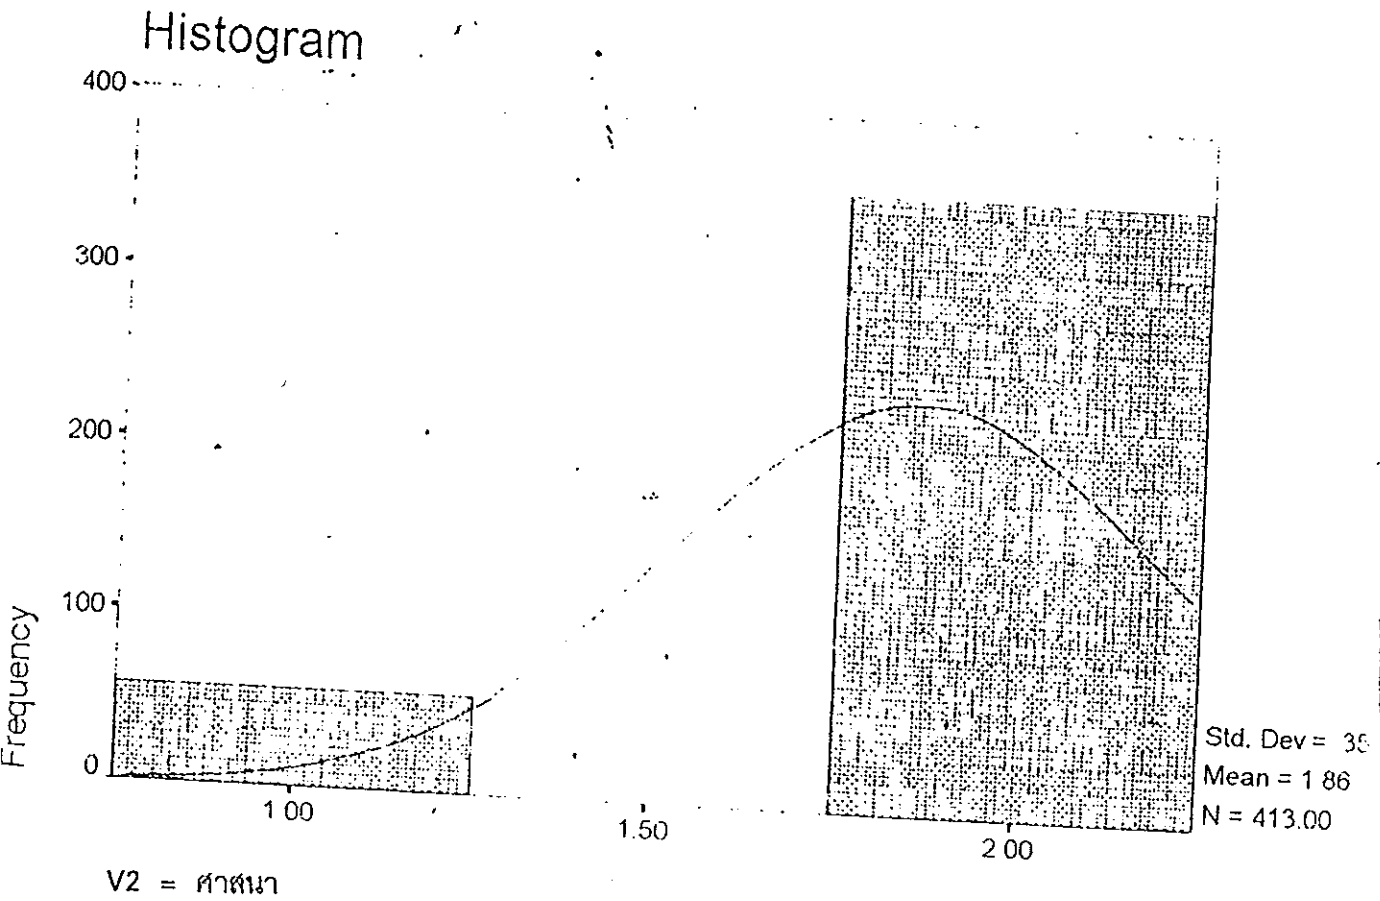 Histogram
400
300
200
100
0
Frequency
1 00
1.50
2 00
Std. Dev = 35
Mean = 1 86
N = 413.00
V2 = ศาสนา